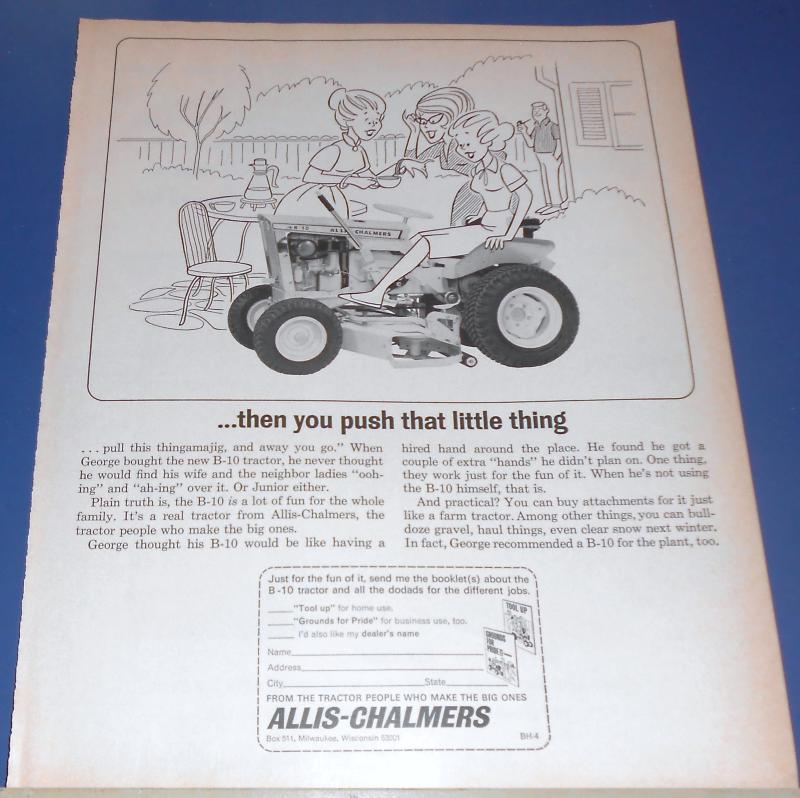 B-10 ALLIS-CHALMERS
...then you push that little thing
. . . pull this thingamajig, and away you go." When
George bought the new B-10 tractor, he never thought
he would find his wife and the neighbor ladies "ooh-
ing" and "ah-ing" over it. Or Junior either.
Plain truth is, the B-10 is a lot of fun for the whole
family. It's a real tractor from Allis-Chalmers, the
tractor people who make the big ones.
George thought his B-10 would be like having a
hired hand around the place. He found he got a
couple of extra "hands" he didn't plan on. One thing,
they work just for the fun of it. When he's not using
the B-10 himself, that is.
And practical? You can buy attachments for it just
like a farm tractor. Among other things, you can bull-
doze gravel, haul things, even clear snow next winter.
In fact, George recommended a B-10 for the plant, too.
Just for the fun of it, send me the booklet(s) about the
B-10 tractor and all the dodads for the different jobs.
____"Tool up" for home use.
____"Grounds for Pride" for business use, too.
____ I'd also like my dealer's name
TOOL UP
GROUNDS
FOR
PRIDE
Name
Address
City State
FROM THE TRACTOR PEOPLE WHO MAKE THE BIG ONES
ALLIS-CHALMERS
Box 511, Milwaukee, Wisconsin 53201 BH-4